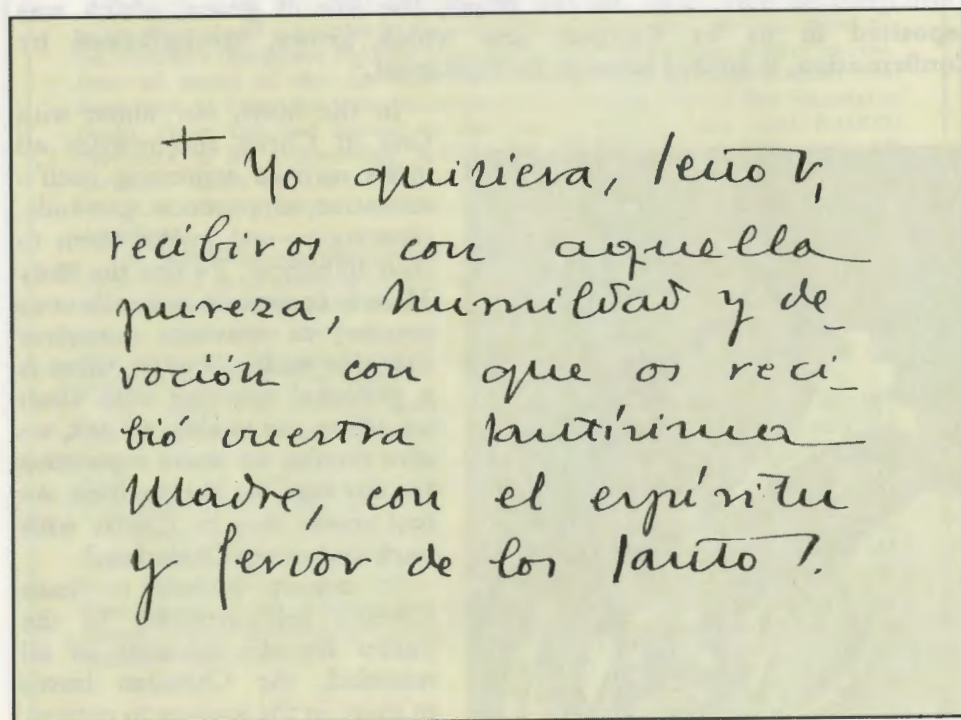 + Yo quisiera, Señor,
recibiros con aquella
pureza, humildad y de-
voción con que os reci-
bió vuestra Santísima
Madre, con el espíritu
y fervor de los Santos.